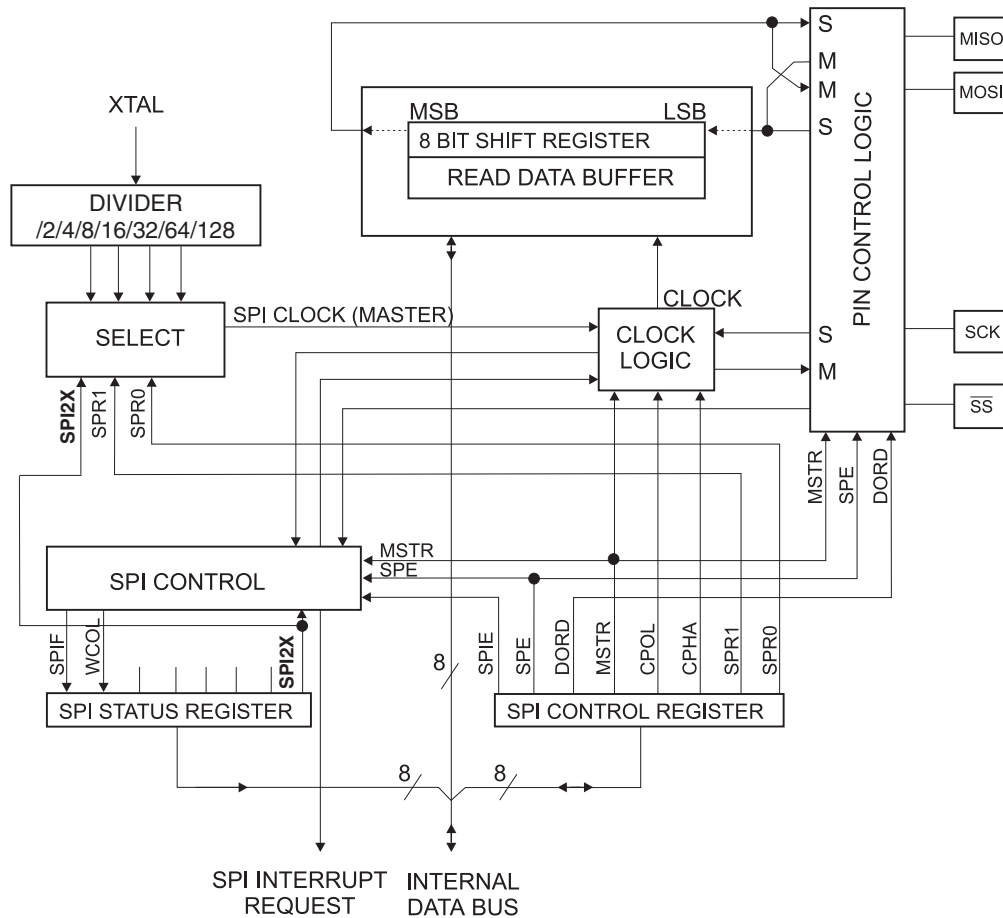 S
MISO
M
M
MOSI
S
XTAL
MSB
LSB
8 BIT SHIFT REGISTER
READ DATA BUFFER
DIVIDER
/2/4/8/16/32/64/128
PIN CONTROL LOGIC
SPI CLOCK (MASTER)
CLOCK
SELECT
CLOCK
LOGIC
S
M
SCK
SS
SPI2X
SPR1
SPR0
MSTR
SPE
DORD
MSTR
SPE
SPI CONTROL
SPIF
WCOL
SPI2X
8
SPIE
SPE
DORD
MSTR
CPOL
CPHA
SPR1
SPR0
SPI STATUS REGISTER
SPI CONTROL REGISTER
8
8
SPI INTERRUPT
REQUEST
INTERNAL
DATA BUS